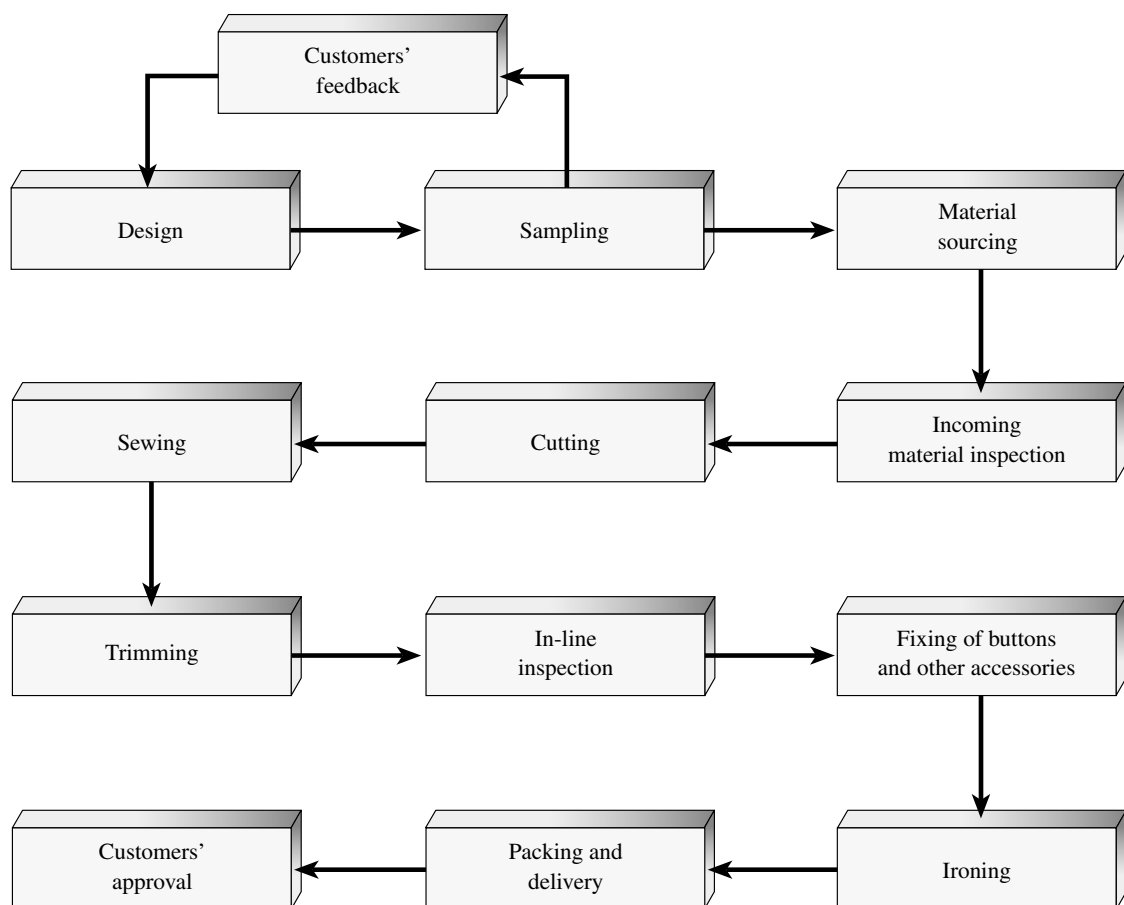 Customers’
feedback
Design
Sampling
Material
sourcing
Sewing
Cutting
Incoming
material inspection
Trimming
In-line
inspection
Fixing of buttons
and other accessories
Customers’
approval
Packing and
delivery
Ironing